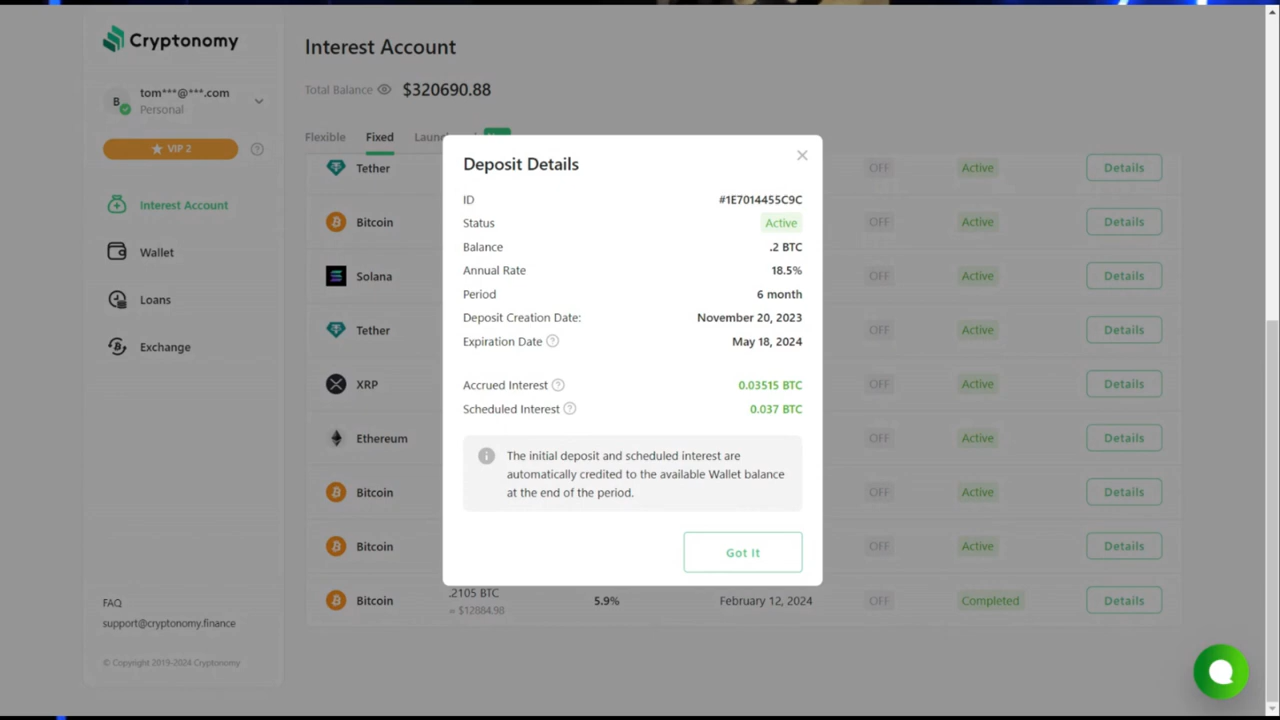 Cryptonomy
tom***@***.com
Personal
B
VIP 2
Interest Account
Wallet
Loans
Exchange
FAQ
support@cryptonomy.finance
© Copyright 2019-2024 Cryptonomy
Interest Account
Total Balance $320690.88
Flexible Fixed
Tether OFF Active Details
Bitcoin OFF Active Details
Solana OFF Active Details
Tether OFF Active Details
XRP OFF Active Details
Ethereum OFF Active Details
Bitcoin OFF Active Details
Bitcoin OFF Active Details
Bitcoin .2105 BTC 5.9% February 12, 2024 OFF Completed Details
≈ $12884.98
Deposit Details
ID #1E7014455C9C
Status Active
Balance .2 BTC
Annual Rate 18.5%
Period 6 month
Deposit Creation Date: November 20, 2023
Expiration Date May 18, 2024
Accrued Interest 0.03515 BTC
Scheduled Interest 0.037 BTC
The initial deposit and scheduled interest are
automatically credited to the available Wallet balance
at the end of the period.
Got It